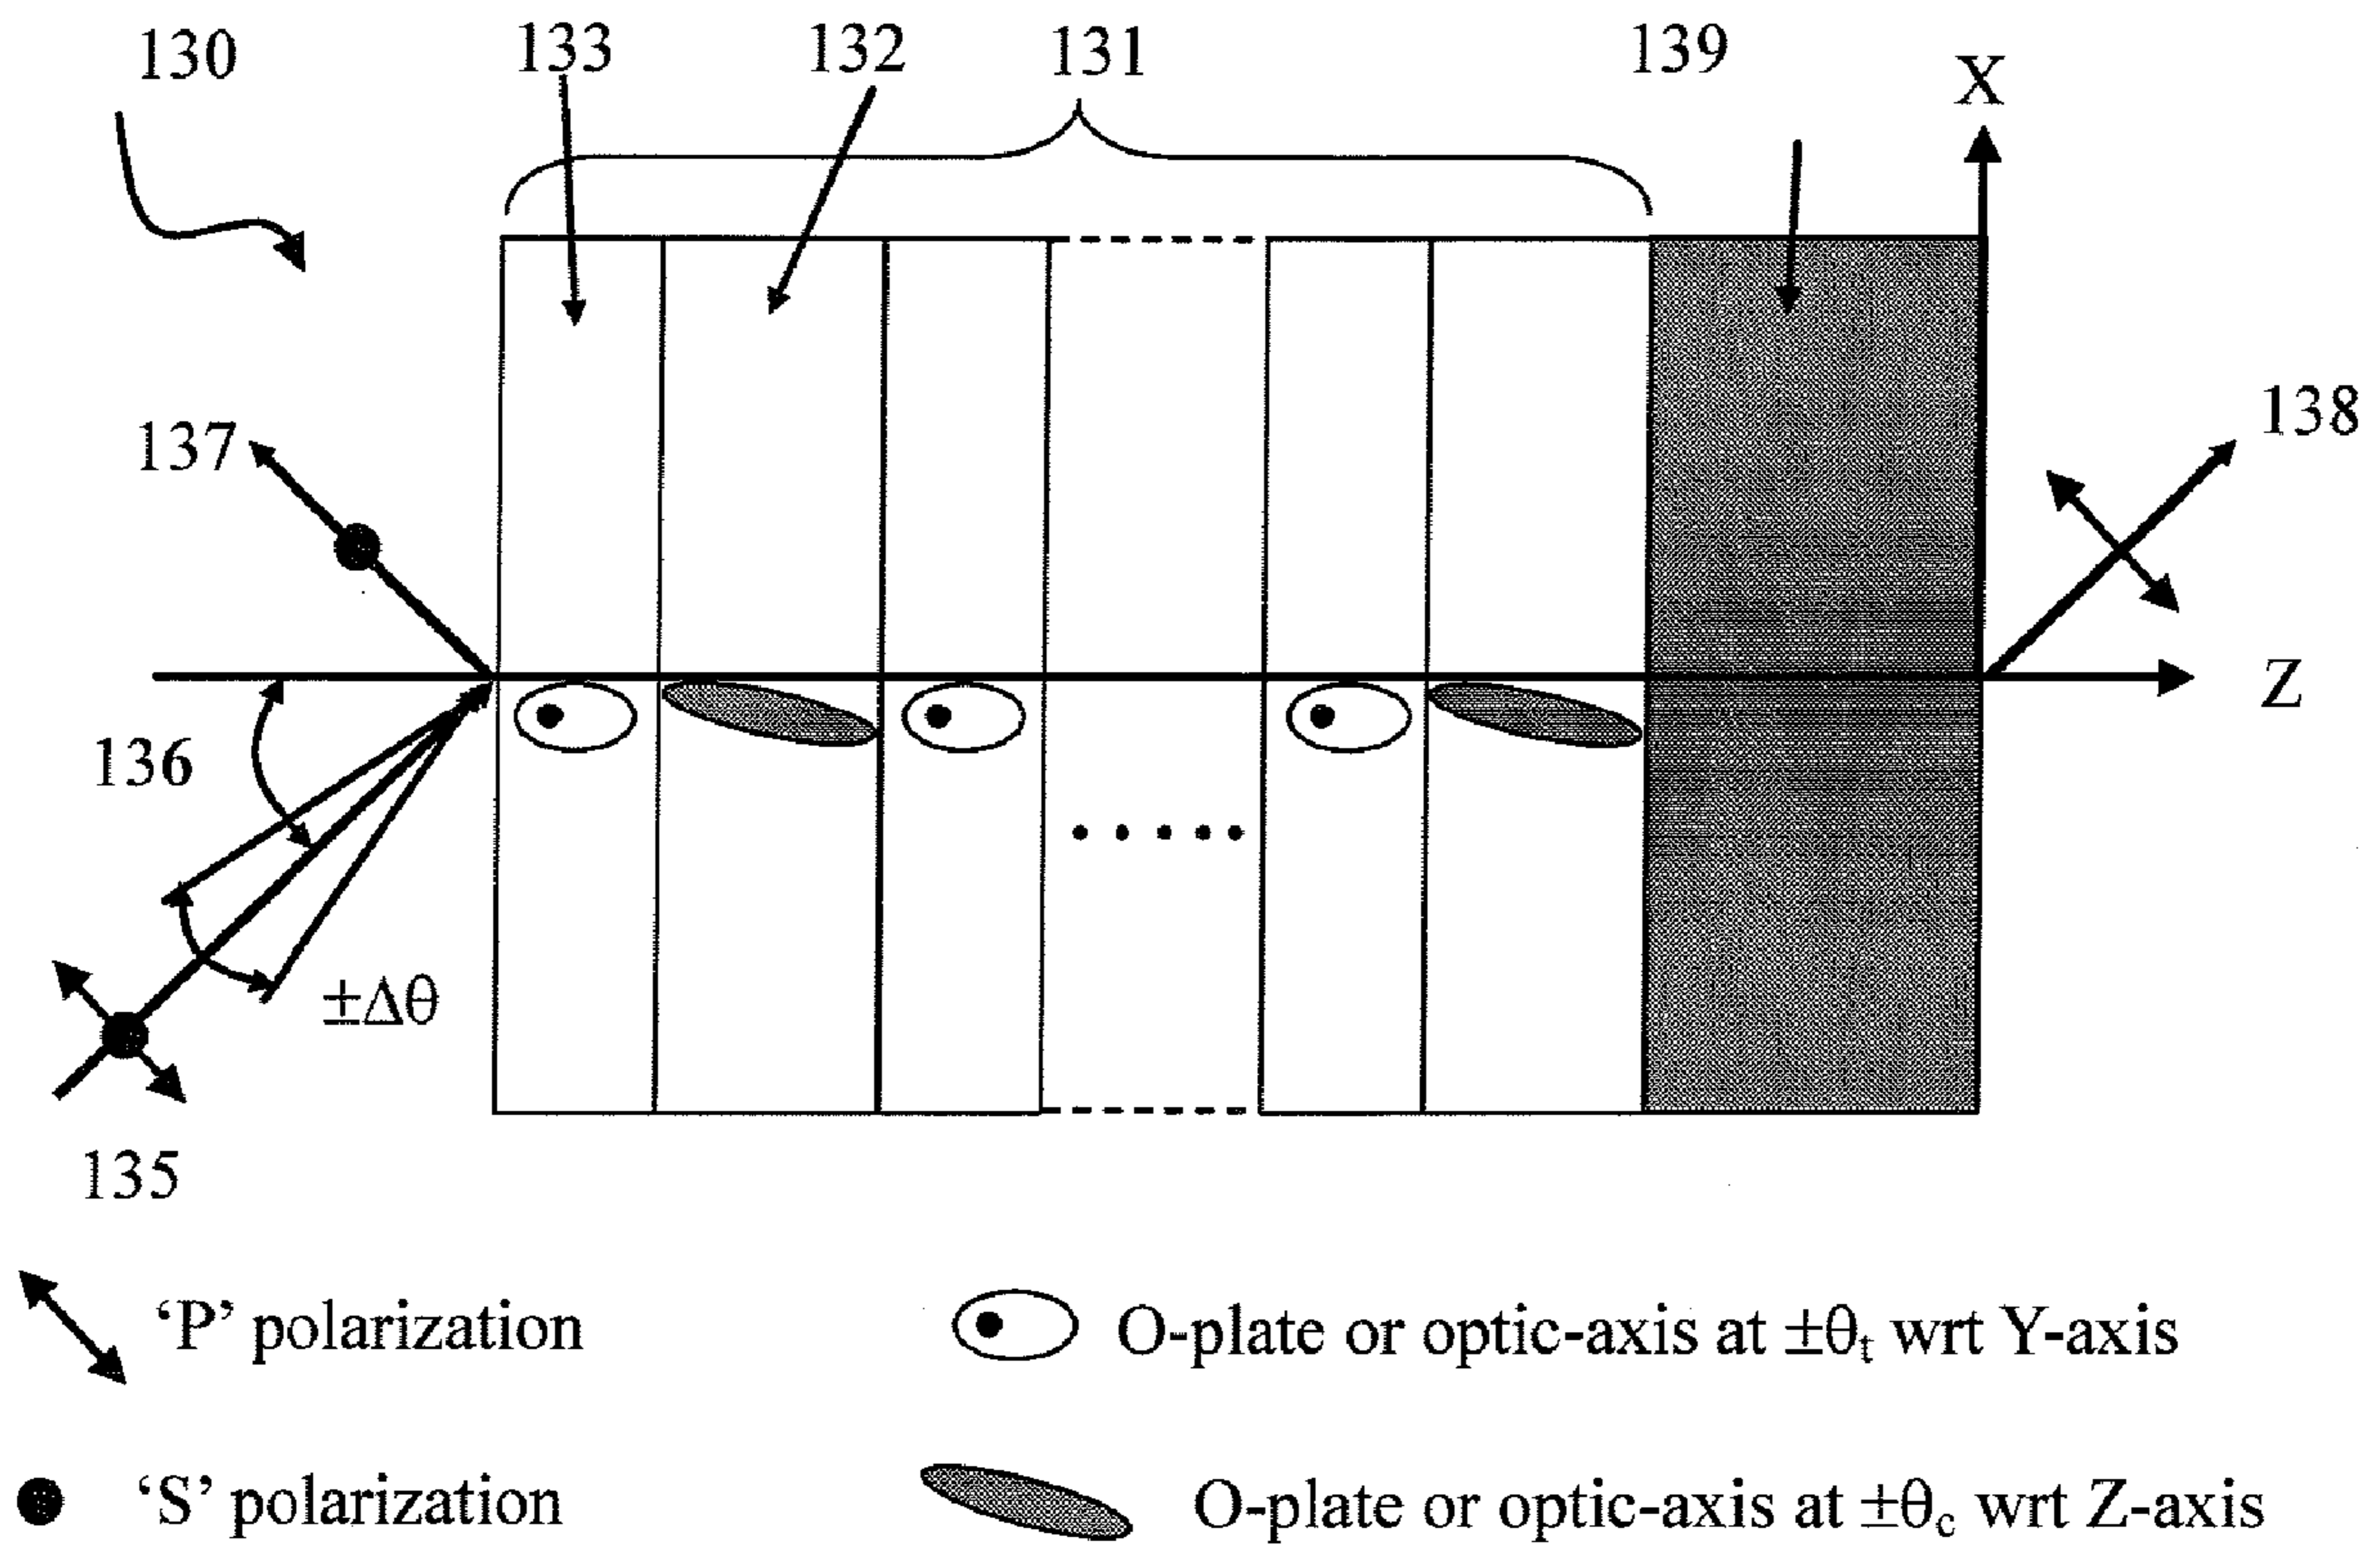 130
133
132
131
139
X
137
138
Z
136
±Δθ
135
‘P’ polarization
O-plate or optic-axis at ±θt wrt Y-axis
‘S’ polarization
O-plate or optic-axis at ±θc wrt Z-axis